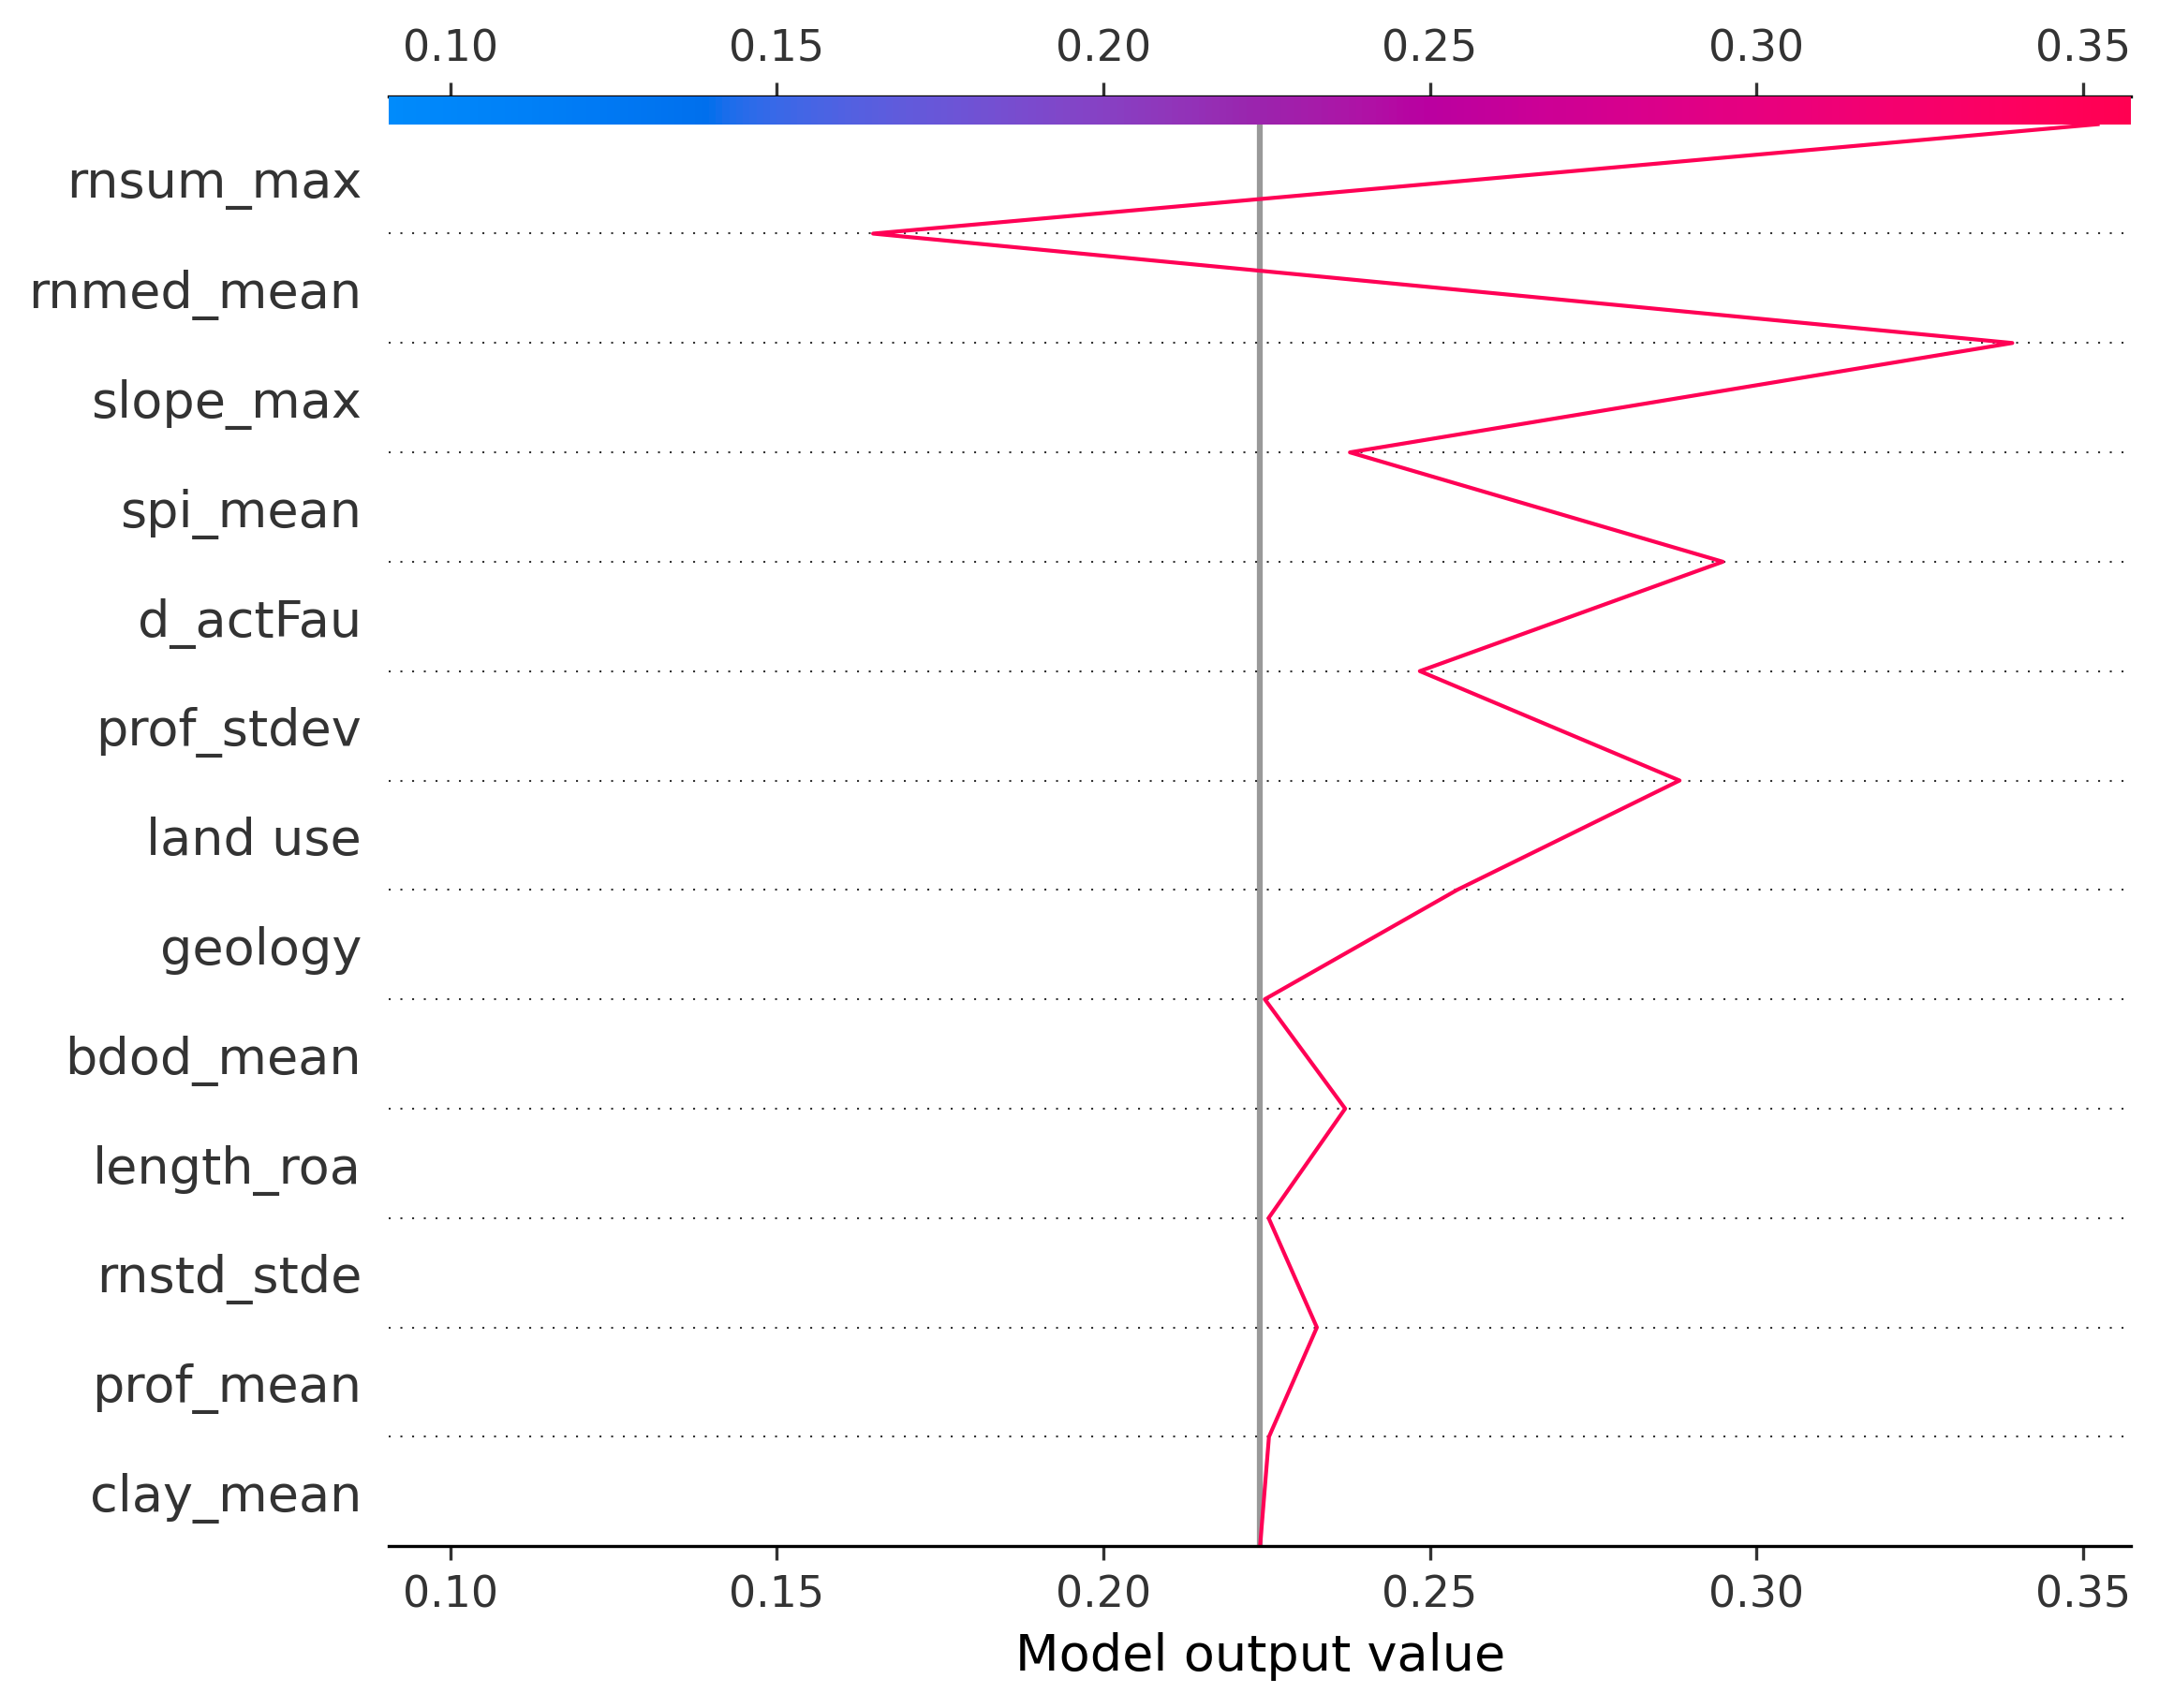 0.10 0.15 0.20 0.25 0.30 0.35
rnsum_max
rnmed_mean
slope_max
spi_mean
d_actFau
prof_stdev
land use
geology
bdod_mean
length_roa
rnstd_stde
prof_mean
clay_mean
0.10 0.15 0.20 0.25 0.30 0.35
Model output value